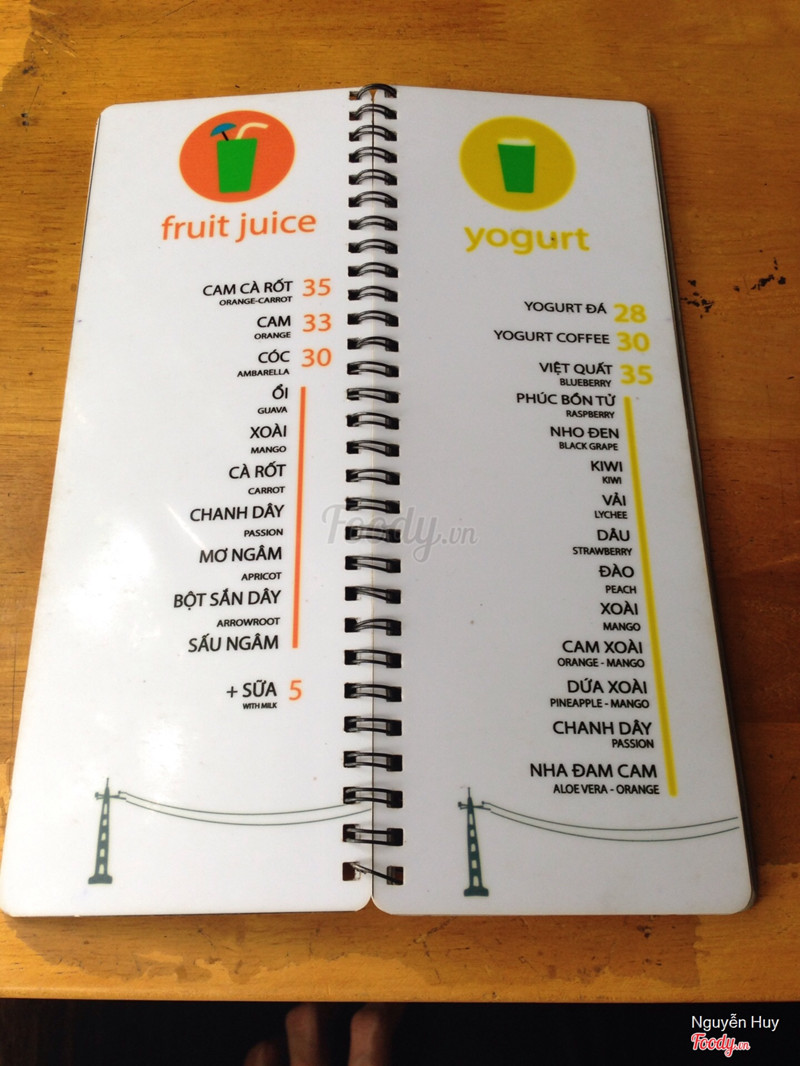 fruit juice
CAM CÀ RỐT 35
ORANGE-CARROT
CAM 33
ORANGE
CÓC 30
AMBARELLA
ỔI
GUAVA
XOÀI
MANGO
CÀ RỐT
CARROT
CHANH DÂY
PASSION
MƠ NGÂM
APRICOT
BỘT SẮN DÂY
ARROWROOT
SẤU NGÂM
+ SỮA 5
WITH MILK
yogurt
YOGURT ĐÁ 28
YOGURT COFFEE 30
VIỆT QUẤT 35
BLUEBERRY
PHÚC BỒN TỬ
RASPBERRY
NHO ĐEN
BLACK GRAPE
KIWI
KIWI
VẢI
LYCHEE
DÂU
STRAWBERRY
ĐÀO
PEACH
XOÀI
MANGO
CAM XOÀI
ORANGE - MANGO
DỨA XOÀI
PINEAPPLE - MANGO
CHANH DÂY
PASSION
NHA ĐAM CAM
ALOE VERA - ORANGE
Foody.vn
Nguyễn Huy
Foody.vn